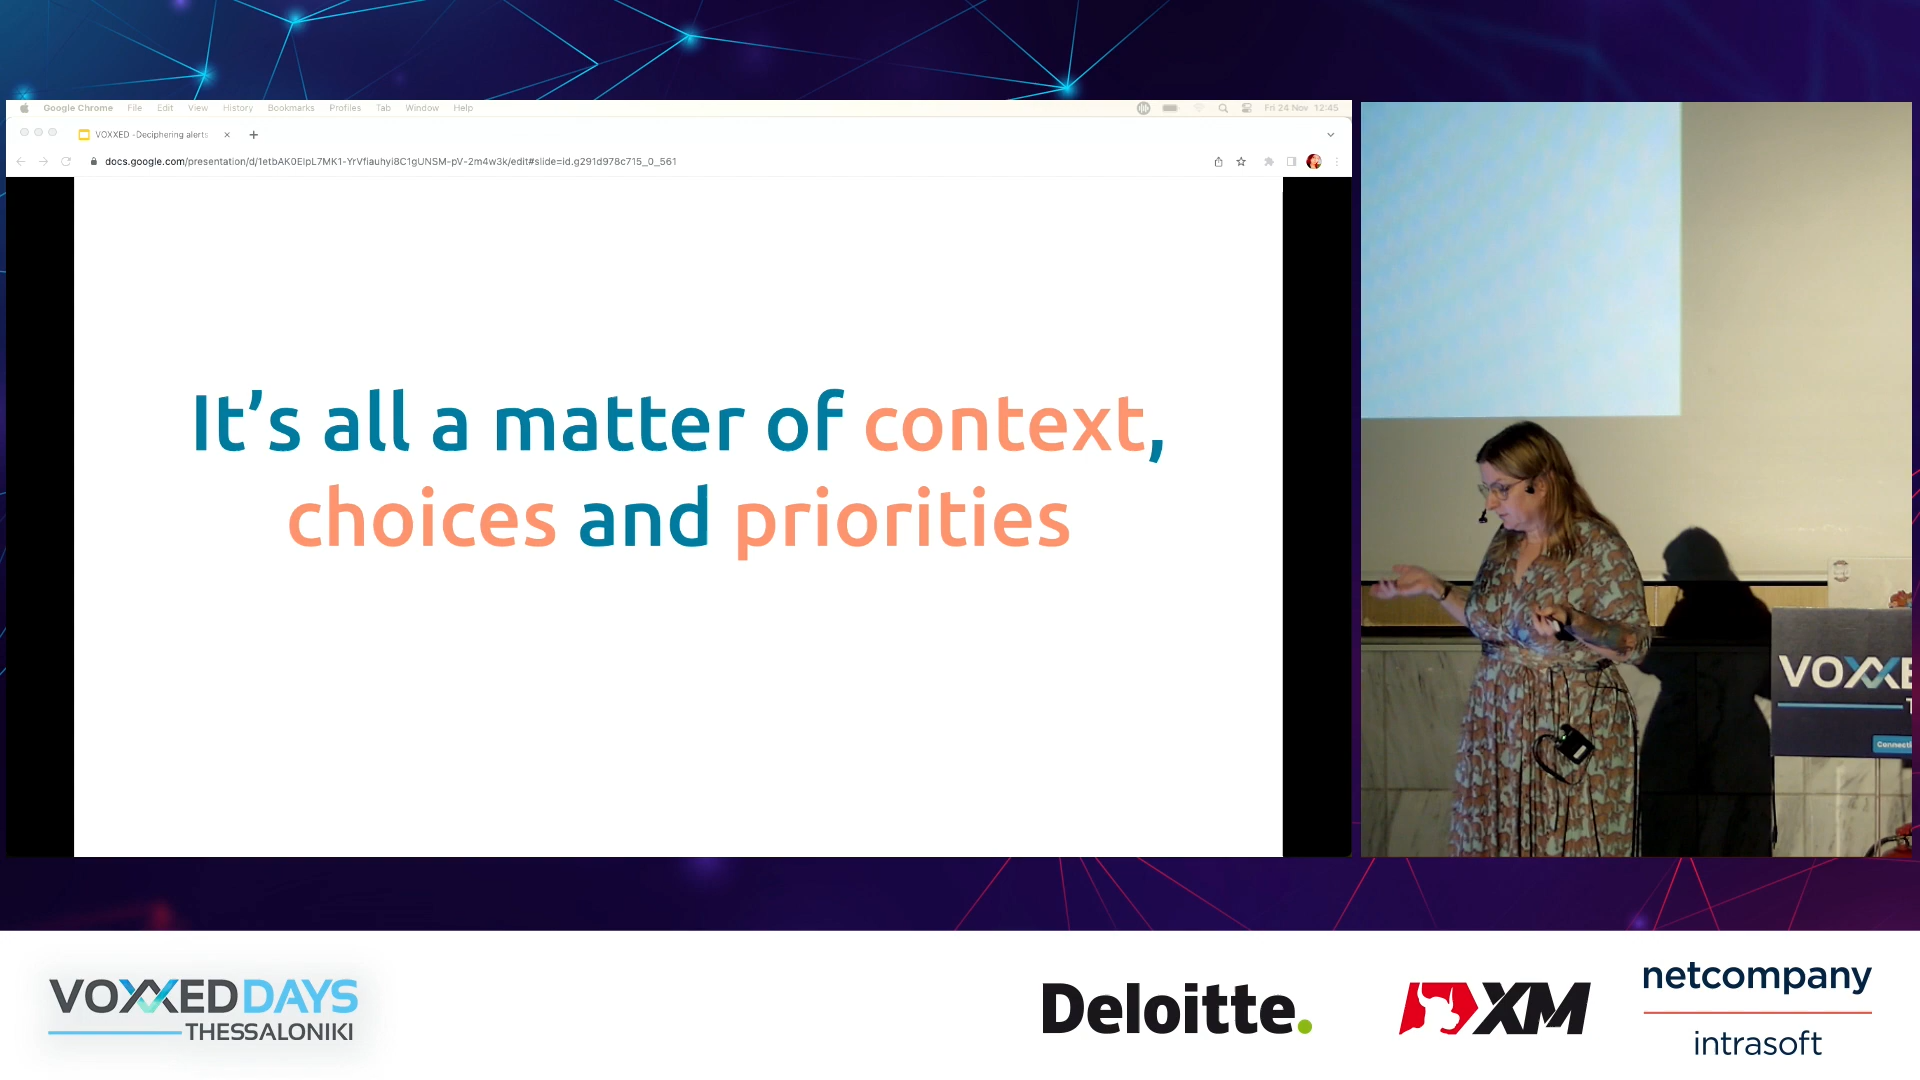 Google Chrome File Edit View History Bookmarks Profiles Tab Window Help Fri 24 Nov 12:45
VOXXED -Deciphering alerts
docs.google.com/presentation/d/1etbAK0EipL7MK1-YrVfiauhyi8C1gUNSM-pV-2m4w3k/edit#slide=id.g291d978c715_0_561
It’s all a matter of context,
choices and priorities
VOXXE
T
Connecti
VOXXED DAYS
THESSALONIKI
Deloitte.
XM
netcompany
intrasoft